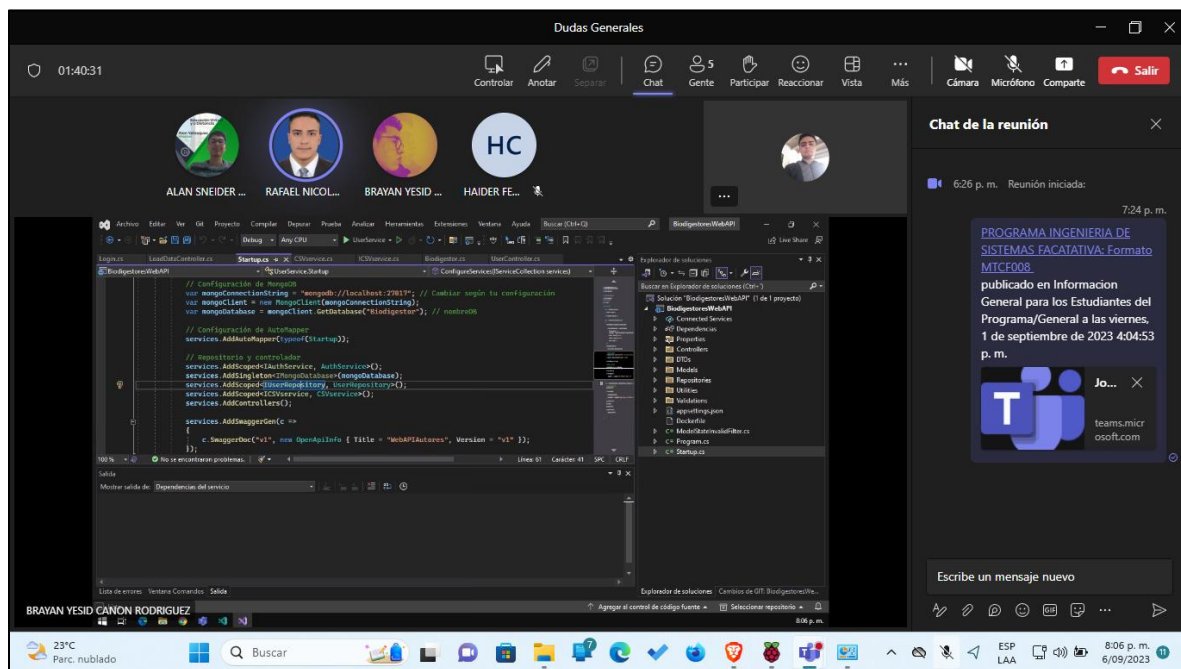 Dudas Generales
01:40:31
Controlar Anotar Separar Chat 5 Gente Participar Reaccionar Vista Más Cámara Micrófono Comparte Salir
HC
ALAN SNEIDER ... RAFAEL NICOL... BRAYAN YESID ... HAIDER FE...
Archivo Editar Ver Git Proyecto Compilar Depurar Prueba Analizar Herramientas Extensiones Ventana Ayuda Buscar (Ctrl+Q) BiodigestoresWebAPI
Debug Any CPU UserService Live Share
Login.cs LoadDataController.cs Startup.cs CSVservice.cs ICSVservice.cs Biodigester.cs UserController.cs
BiodigestoresWebAPI UserService.Startup ConfigureServices(IServiceCollection services)
// Configuración de MongoDB
var mongoConnectionString = "mongodb://localhost:27017"; // Cambiar según tu configuración
var mongoClient = new MongoClient(mongoConnectionString);
var mongoDatabase = mongoClient.GetDatabase("Biodigestor"); // nombreDB
// Configuración de AutoMapper
services.AddAutoMapper(typeof(Startup));
// Repositorio y controlador
services.AddScoped<IAuthService, AuthService>();
services.AddSingleton<IMongoDatabase>(mongoDatabase);
services.AddScoped<IUserRepository, UserRepository>();
services.AddScoped<ICSVservice, CSVservice>();
services.AddControllers();
services.AddSwaggerGen(c =>
{
c.SwaggerDoc("v1", new OpenApiInfo { Title = "WebAPIAutores", Version = "v1" });
});
100 % No se encontraron problemas. Línea: 61 Carácter: 41 SPC CRLF
Salida
Mostrar salida de: Dependencias del servicio
Lista de errores Ventana Comandos Salida
Explorador de soluciones
Buscar en Explorador de soluciones (Ctrl+ )
Solución "BiodigestoresWebAPI" (1 de 1 proyecto)
BiodigestoresWebAPI
Connected Services
Dependencias
Properties
Controllers
DTOs
Models
Repositories
Utilities
Validations
appsettings.json
Dockerfile
C# ModelStateInvalidFilter.cs
C# Program.cs
C# Startup.cs
Explorador de soluciones Cambios de GIT: BiodigestoresWe...
Agregar al control de código fuente Seleccionar repositorio
8:06 p. m.
BRAYAN YESID CAÑON RODRIGUEZ
Chat de la reunión
6:26 p. m. Reunión iniciada:
7:24 p. m.
PROGRAMA INGENIERIA DE
SISTEMAS FACATATIVA: Formato
MTCF008
publicado en Informacion
General para los Estudiantes del
Programa/General a las viernes,
1 de septiembre de 2023 4:04:53
p. m.
T
Jo...
teams.micr
osoft.com
Escribe un mensaje nuevo
GIF
23°C
Parc. nublado
Buscar
7
ESP
LAA
8:06 p. m.
6/09/2023
11